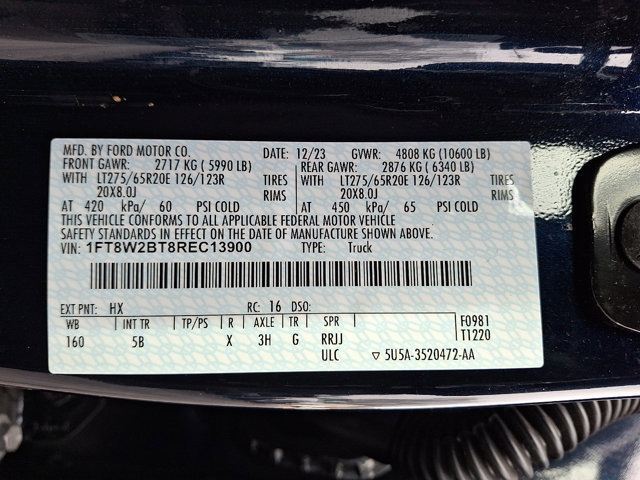 MFD. BY FORD MOTOR CO. DATE: 12/23 GVWR: 4808 KG (10600 LB)
FRONT GAWR: 2717 KG ( 5990 LB) REAR GAWR: 2876 KG ( 6340 LB)
WITH LT275/65R20E 126/123R TIRES WITH LT275/65R20E 126/123R TIRES
20X8.0J RIMS 20X8.0J RIMS
AT 420 kPa/ 60 PSI COLD AT 450 kPa/ 65 PSI COLD
THIS VEHICLE CONFORMS TO ALL APPLICABLE FEDERAL MOTOR VEHICLE
SAFETY STANDARDS IN EFFECT ON THE DATE OF MANUFACTURE SHOWN ABOVE.
VIN: 1FT8W2BT8REC13900 TYPE: Truck
EXT PNT: HX RC: 16 DSO:
WB INT TR TP/PS R AXLE TR SPR F0981
160 5B X 3H G RRJJ T1220
ULC ▽ 5U5A-3520472-AA